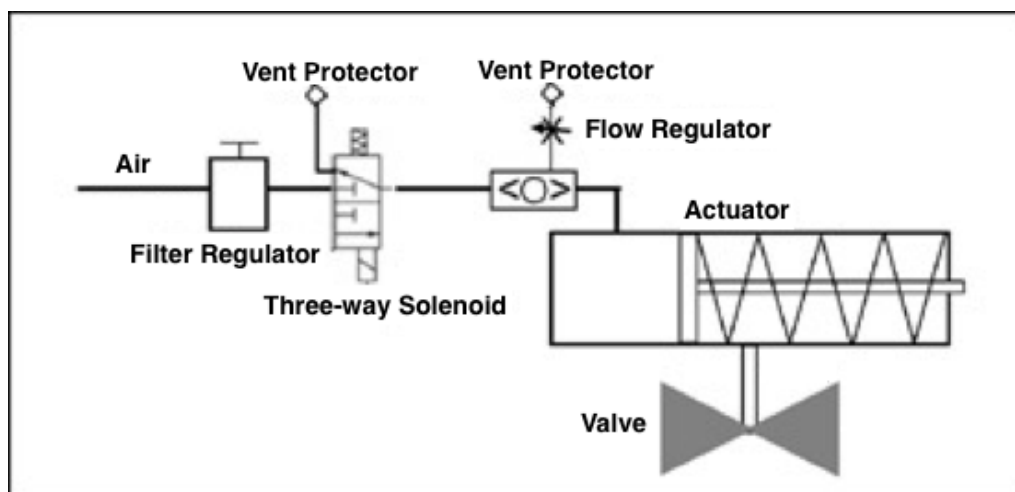 Vent Protector
Vent Protector
Flow Regulator
Air
Filter Regulator
Three-way Solenoid
Actuator
Valve